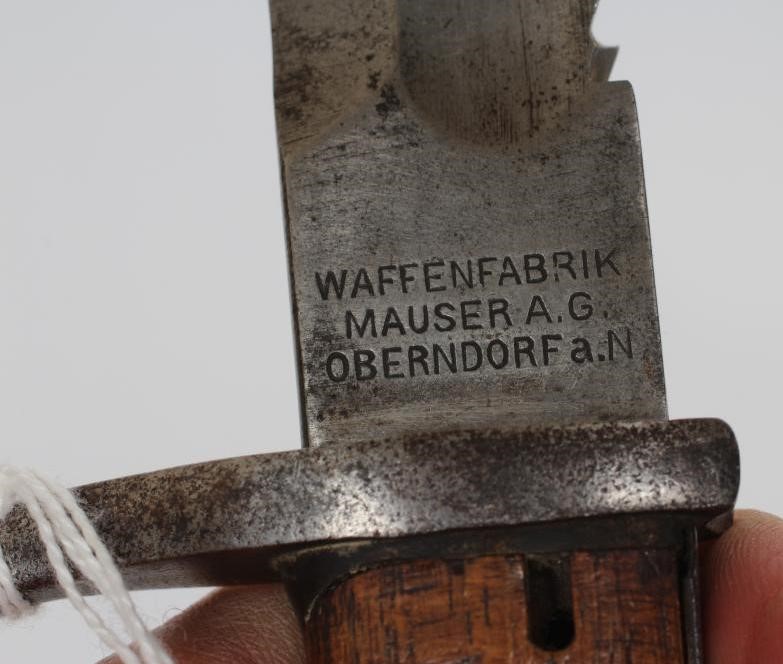 WAFFENFABRIK
MAUSER A.G.
OBERNDORF a.N